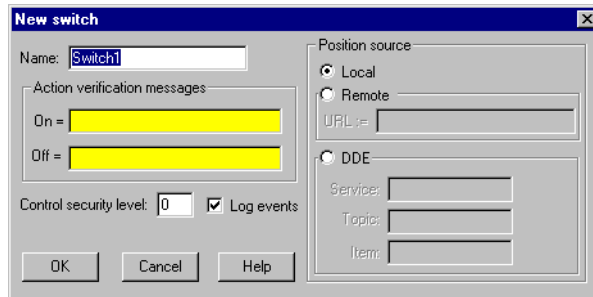 New switch
Name: Switch1
Action verification messages
On =
Off =
Control security level: 0
Log events
OK
Cancel
Help
Position source
Local
Remote
URL :=
DDE
Service:
Topic:
Item: